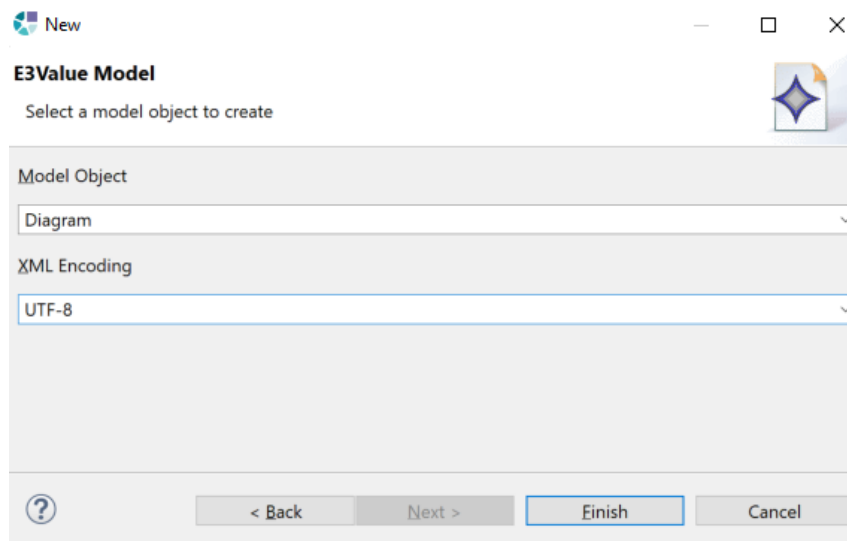 New
E3Value Model
Select a model object to create
Model Object
Diagram
XML Encoding
UTF-8
?
< Back Next > Finish Cancel